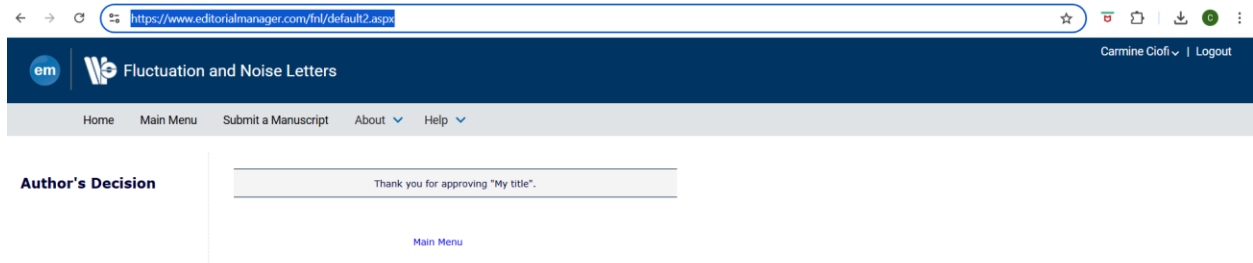 https://www.editorialmanager.com/fnl/default2.aspx
C
Carmine Ciofi | Logout
em
Fluctuation and Noise Letters
Home Main Menu Submit a Manuscript About Help
Author's Decision
Thank you for approving "My title".
Main Menu